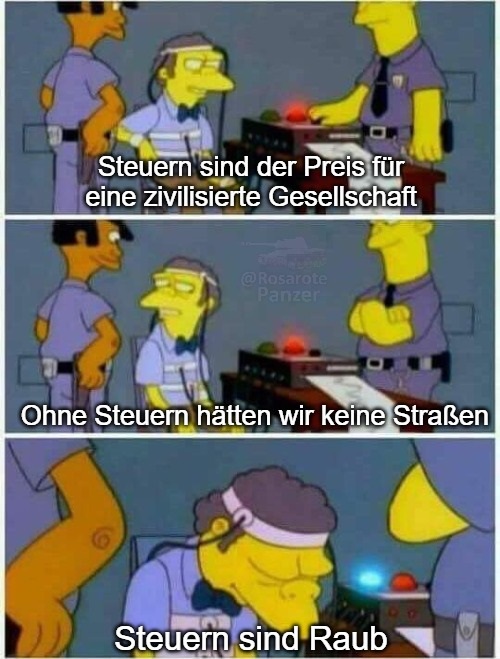 Steuern sind der Preis für
eine zivilisierte Gesellschaft
@Rosarote
Panzer
Ohne Steuern hätten wir keine Straßen
Steuern sind Raub